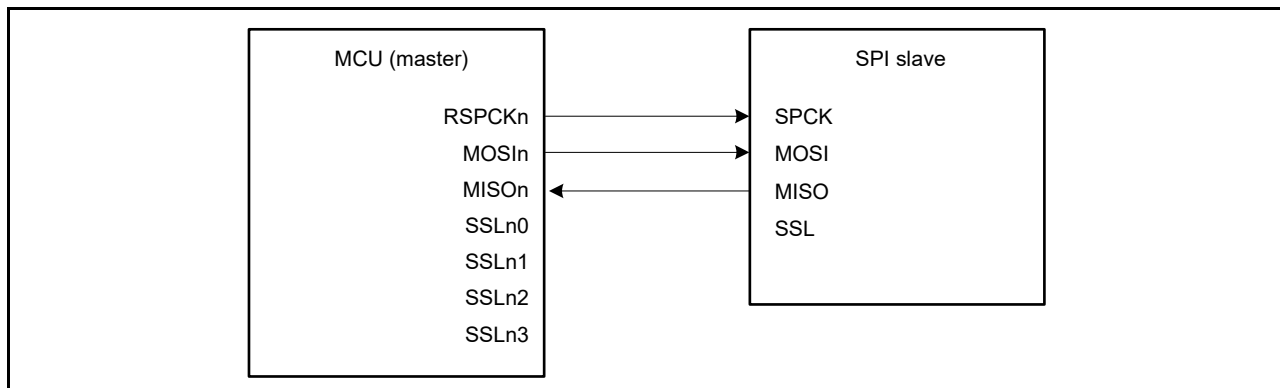 MCU (master)
SPI slave
RSPCKn
SPCK
MOSIn
MOSI
MISOn
MISO
SSLn0
SSL
SSLn1
SSLn2
SSLn3